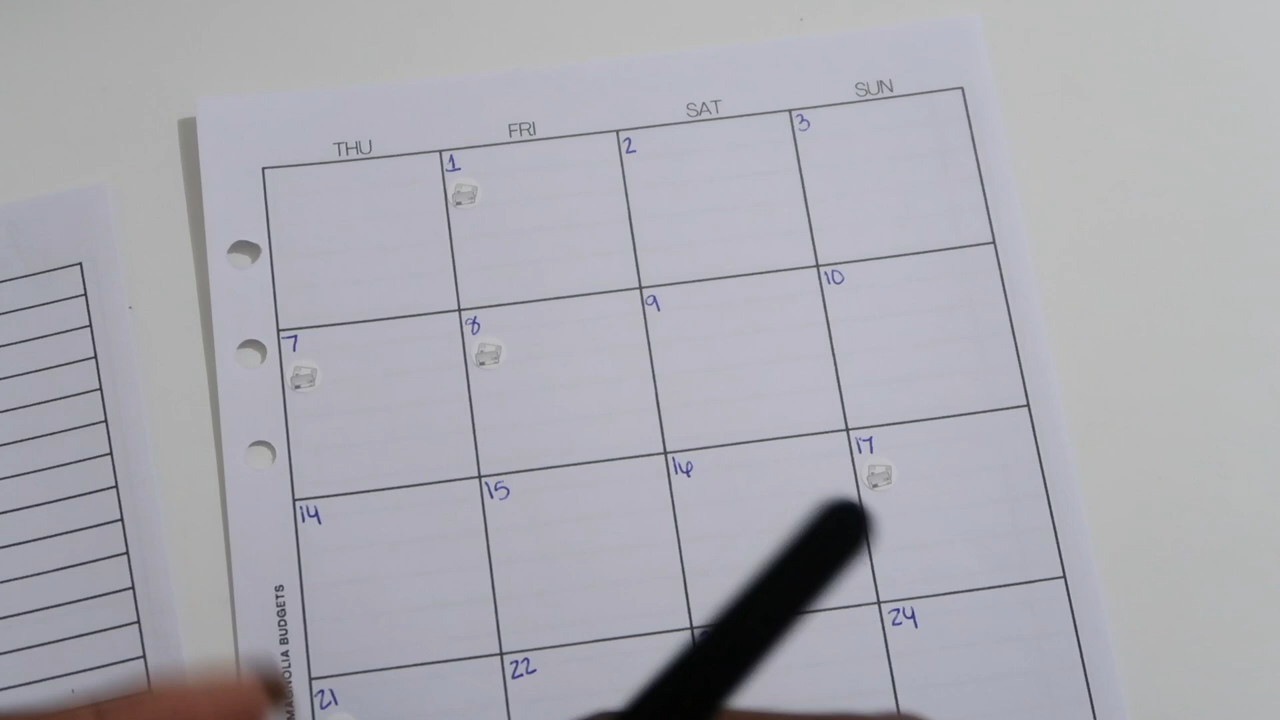 THU FRI SAT SUN
1 2 3
7 8 9 10
14 15 16 17
21 22 24
MAGNOLIA BUDGETS